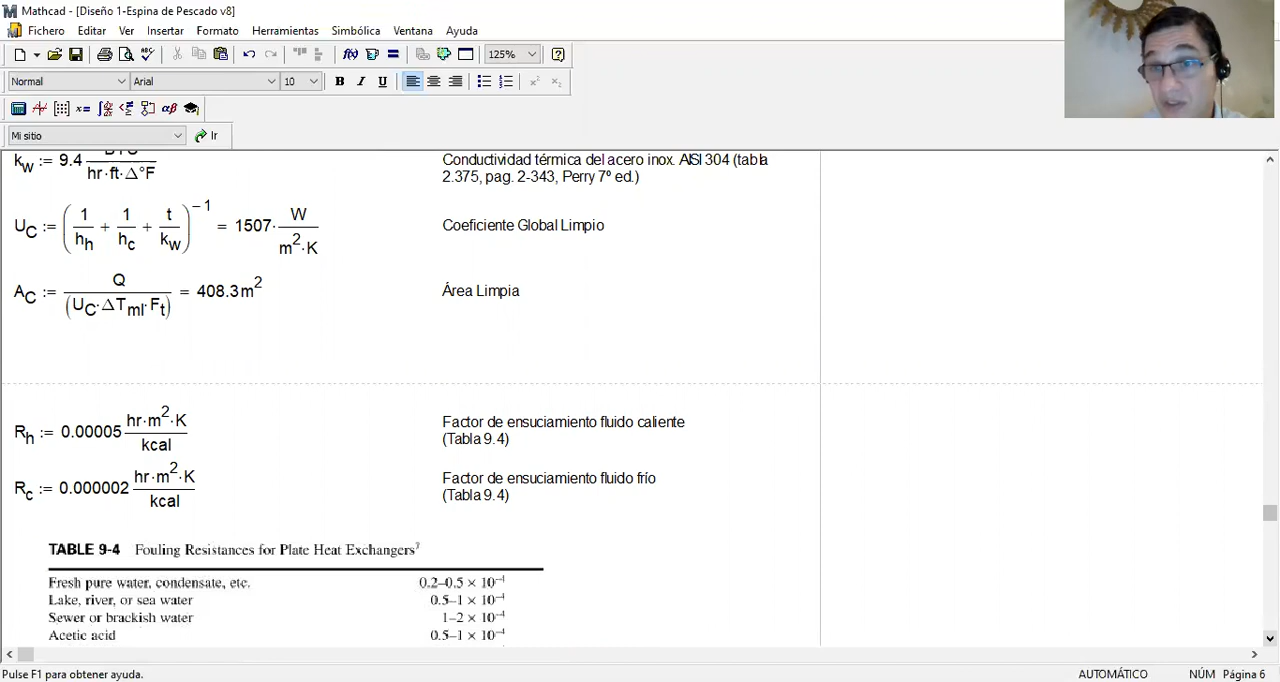 Mathcad - [Diseño 1-Espina de Pescado v8]
Fichero Editar Ver Insertar Formato Herramientas Simbólica Ventana Ayuda
125%
Normal Arial 10 B I U
Mi sitio Ir
k_w := 9.4 BTU/(hr·ft·Δ°F) Conductividad térmica del acero inox. AISI 304 (tabla
2.375, pag. 2-343, Perry 7º ed.)
U_C := (1/h_h + 1/h_c + t/k_w)^-1 = 1507· W/(m^2·K) Coeficiente Global Limpio
A_C := Q/(U_C·ΔT_ml·F_t) = 408.3 m^2 Área Limpia
R_h := 0.00005 hr·m^2·K/kcal Factor de ensuciamiento fluido caliente
(Tabla 9.4)
R_c := 0.000002 hr·m^2·K/kcal Factor de ensuciamiento fluido frío
(Tabla 9.4)
TABLE 9-4 Fouling Resistances for Plate Heat Exchangers^7
Fresh pure water, condensate, etc. 0.2–0.5 × 10^-4
Lake, river, or sea water 0.5–1 × 10^-4
Sewer or brackish water 1–2 × 10^-4
Acetic acid 0.5–1 × 10^-4
Pulse F1 para obtener ayuda. AUTOMÁTICO NÚM Página 6